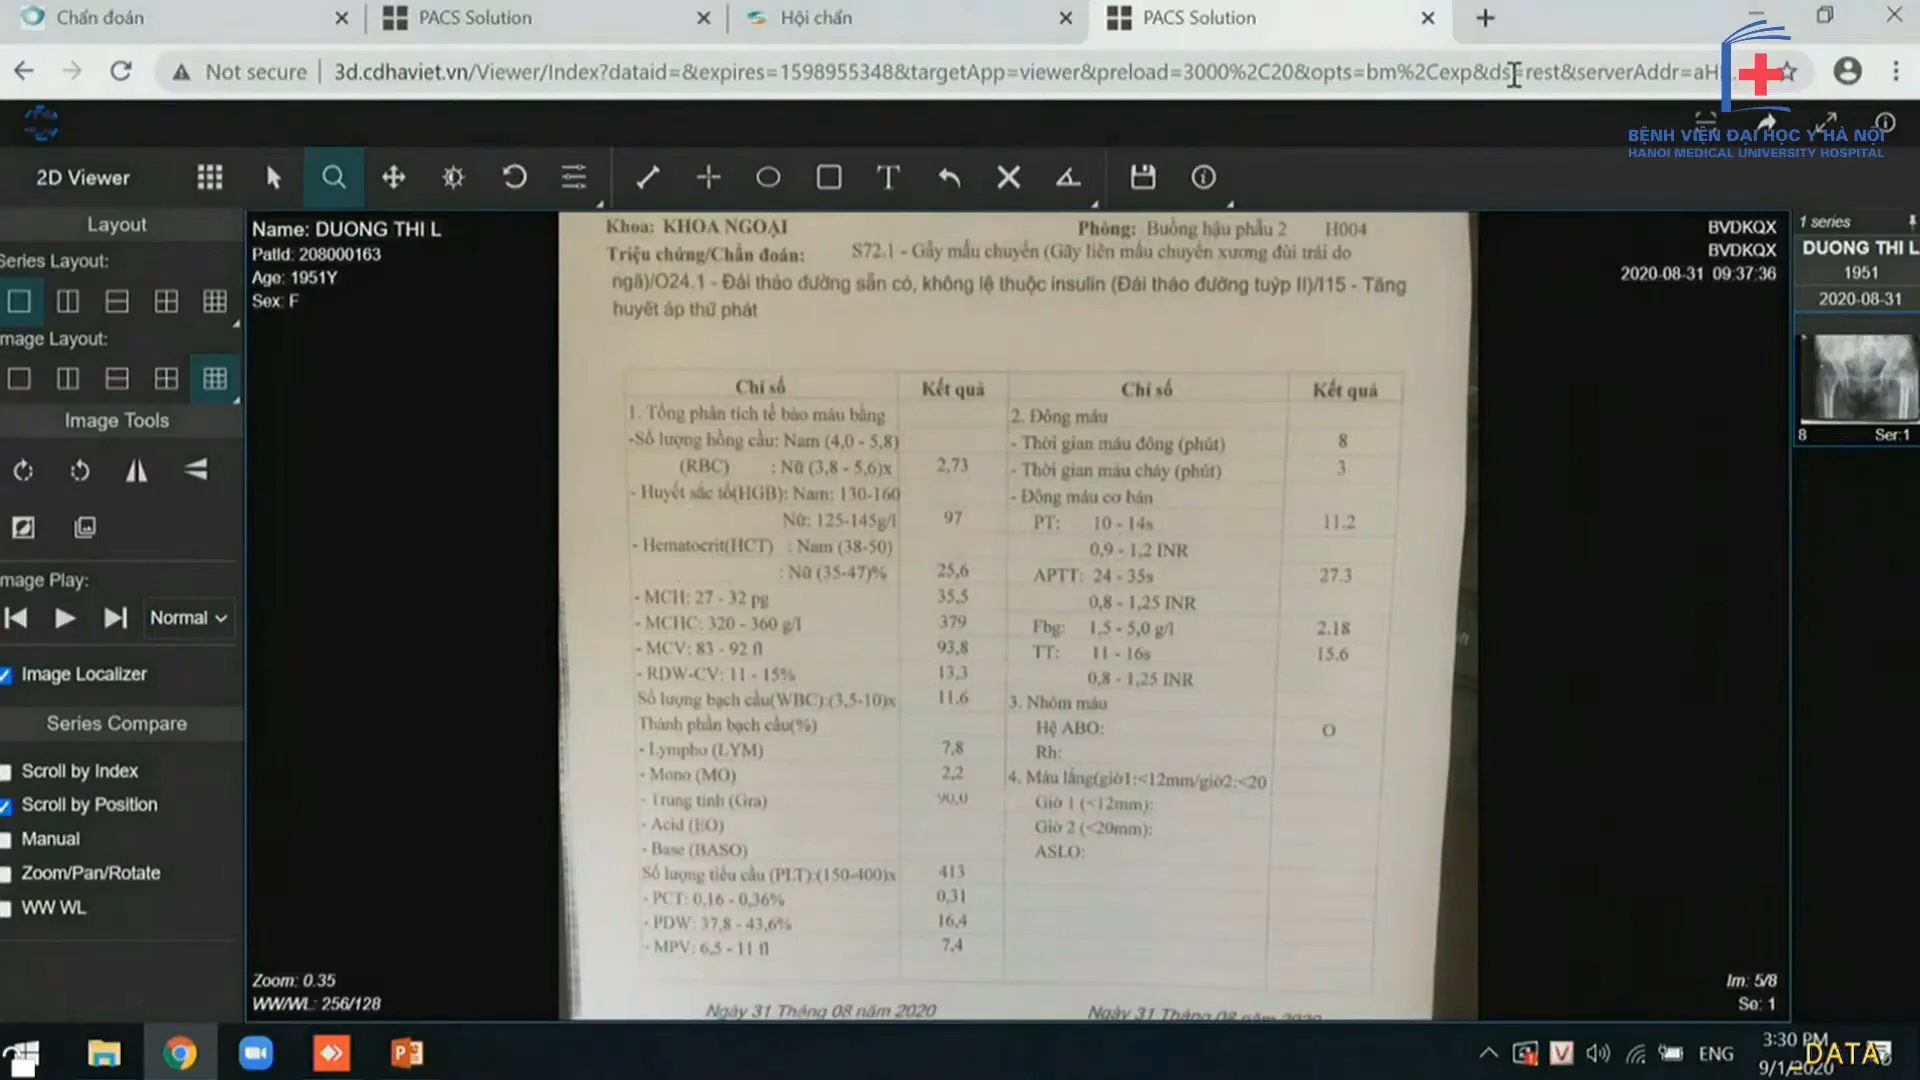 Chẩn đoán
PACS Solution
Hội chẩn
PACS Solution
Not secure
3d.cdhaviet.vn/Viewer/Index?dataid=&expires=1598955348&targetApp=viewer&preload=3000%2C20&opts=bm%2Cexp&ds=rest&serverAddr=aH
BỆNH VIỆN ĐẠI HỌC Y HÀ NỘI
HANOI MEDICAL UNIVERSITY HOSPITAL
2D Viewer
Layout
Series Layout:
mage Layout:
Image Tools
mage Play:
Normal
Image Localizer
Series Compare
Scroll by Index
Scroll by Position
Manual
Zoom/Pan/Rotate
WW WL
Name: DUONG THI L
PatId: 208000163
Age: 1951Y
Sex: F
BVDKQX
BVDKQX
2020-08-31 09:37:36
1 series
DUONG THI L
1951
2020-08-31
8 Ser:1
Khoa: KHOA NGOẠI Phòng: Buồng hậu phẫu 2 H004
Triệu chứng/Chẩn đoán: S72.1 - Gẫy mấu chuyển (Gãy liên mấu chuyển xương đùi trái do
ngã)/O24.1 - Đái tháo đường sẵn có, không lệ thuộc insulin (Đái tháo đường tuýp II)/I15 - Tăng
huyết áp thứ phát
Chỉ số Kết quả Chỉ số Kết quả
1. Tổng phân tích tế bào máu bằng 2. Đông máu
-Số lượng hồng cầu: Nam (4,0 - 5,8) - Thời gian máu đông (phút) 8
(RBC) : Nữ (3,8 - 5,6)x 2,73 - Thời gian máu chảy (phút) 3
- Huyết sắc tố(HGB): Nam: 130-160 - Đông máu cơ bản
Nữ: 125-145g/l 97 PT: 10 - 14s 11.2
- Hematocrit(HCT) : Nam (38-50) 0,9 - 1,2 INR
: Nữ (35-47)% 25,6 APTT: 24 - 35s 27.3
- MCH: 27 - 32 pg 35,5 0,8 - 1,25 INR
- MCHC: 320 - 360 g/l 379 Fbg: 1,5 - 5,0 g/l 2.18
- MCV: 83 - 92 fl 93,8 TT: 11 - 16s 15.6
- RDW-CV: 11 - 15% 13,3 0,8 - 1,25 INR
Số lượng bạch cầu(WBC):(3,5-10)x 11.6 3. Nhóm máu
Thành phần bạch cầu(%) Hệ ABO: O
- Lympho (LYM) 7,8 Rh:
- Mono (MO) 2,2 4. Máu lắng(giờ1:<12mm/giờ2:<20
- Trung tính (Gra) 90,0 Giờ 1 (<12mm):
- Acid (EO) Giờ 2 (<20mm):
- Base (BASO) ASLO:
Số lượng tiểu cầu (PLT):(150-400)x 413
- PCT: 0,16 - 0,36% 0,31
- PDW: 37,8 - 43,6% 16,4
- MPV: 6,5 - 11 fl 7,4
Ngày 31 Tháng 08 năm 2020 Ngày 31 Tháng 08 năm 2020
Zoom: 0.35
WW/WL: 256/128
Im: 5/8
Se: 1
ENG
3:30 PM
9/1/2020
DATA